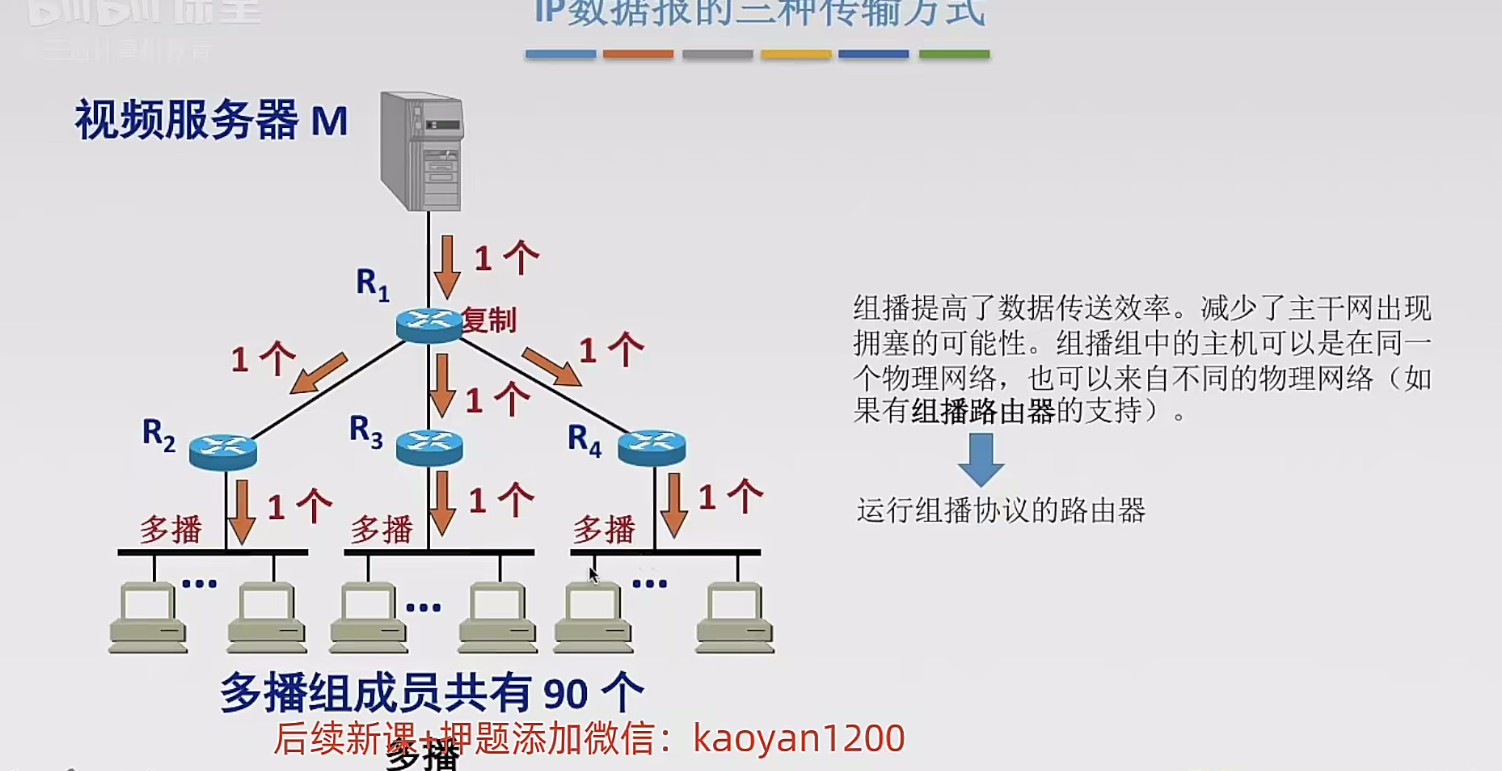 IP数据报的三种传输方式
视频服务器 M
1 个
R1
复制
1 个
1 个
1 个
R2
R3
R4
1 个
1 个
1 个
多播
多播
多播
组播提高了数据传送效率。减少了主干网出现
拥塞的可能性。组播组中的主机可以是在同一
个物理网络，也可以来自不同的物理网络（如
果有组播路由器的支持）。
运行组播协议的路由器
多播组成员共有 90 个
后续新课+押题添加微信：kaoyan1200
多播